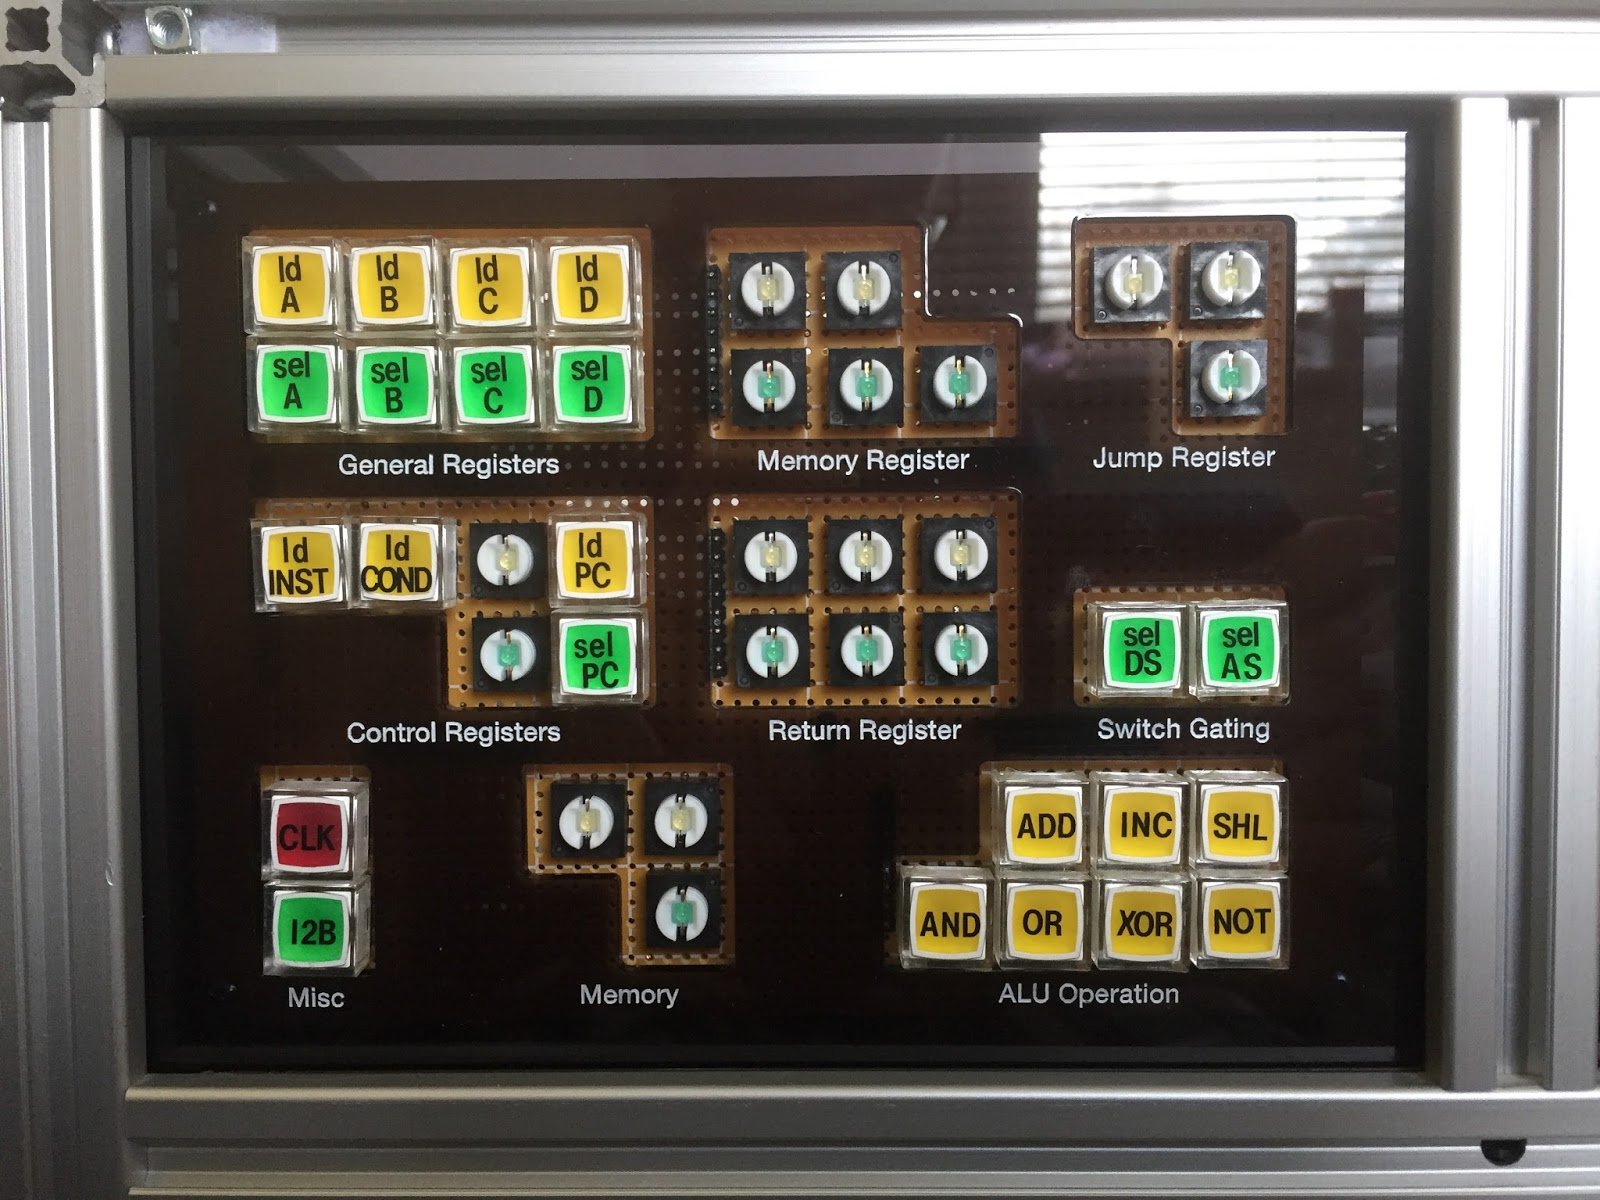 ld A
ld B
ld C
ld D
sel A
sel B
sel C
sel D
General Registers
Memory Register
Jump Register
ld INST
ld COND
ld PC
sel PC
sel DS
sel AS
Control Registers
Return Register
Switch Gating
CLK
ADD
INC
SHL
I2B
AND
OR
XOR
NOT
Misc
Memory
ALU Operation